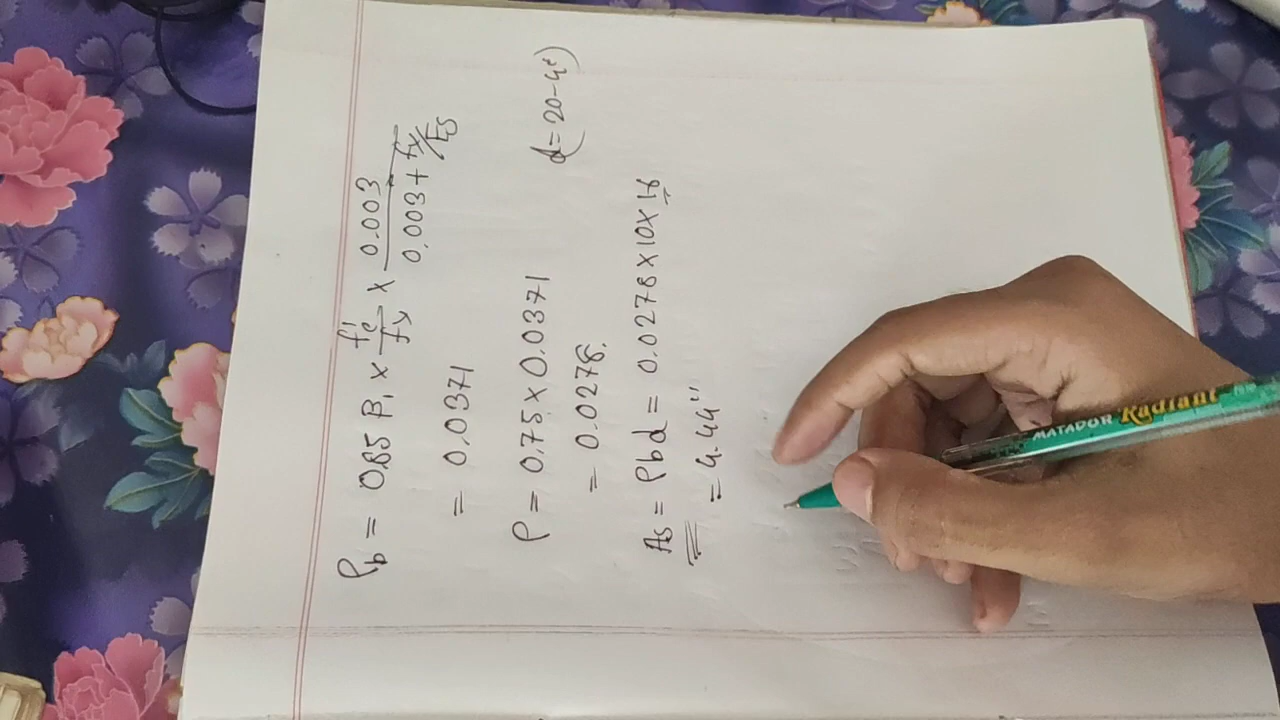 ρb = 0.85 β1 × f'c/fy × 0.003/(0.003 + fy/Es)
= 0.0371
ρ = 0.75 × 0.0371
(d = 20-4")
= 0.0278.
As = ρbd = 0.0278×10×16
= 4.44"
MATADOR Radiant